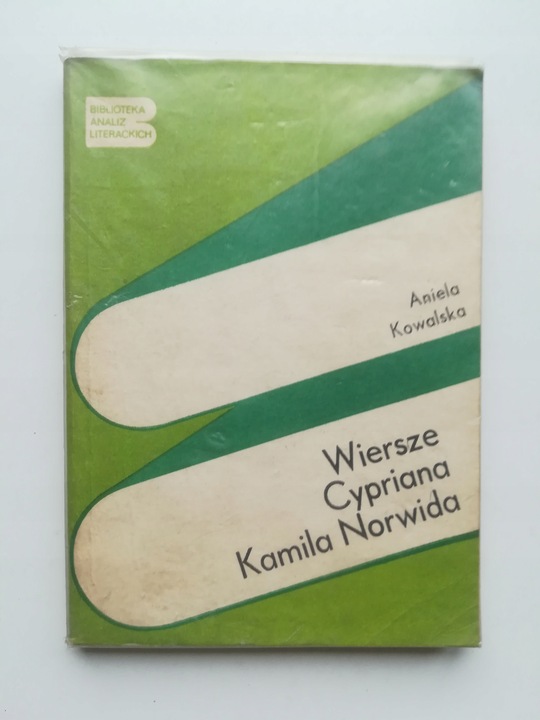 BIBLIOTEKA
ANALIZ
LITERACKICH
Aniela
Kowalska
Wiersze
Cypriana
Kamila Norwida